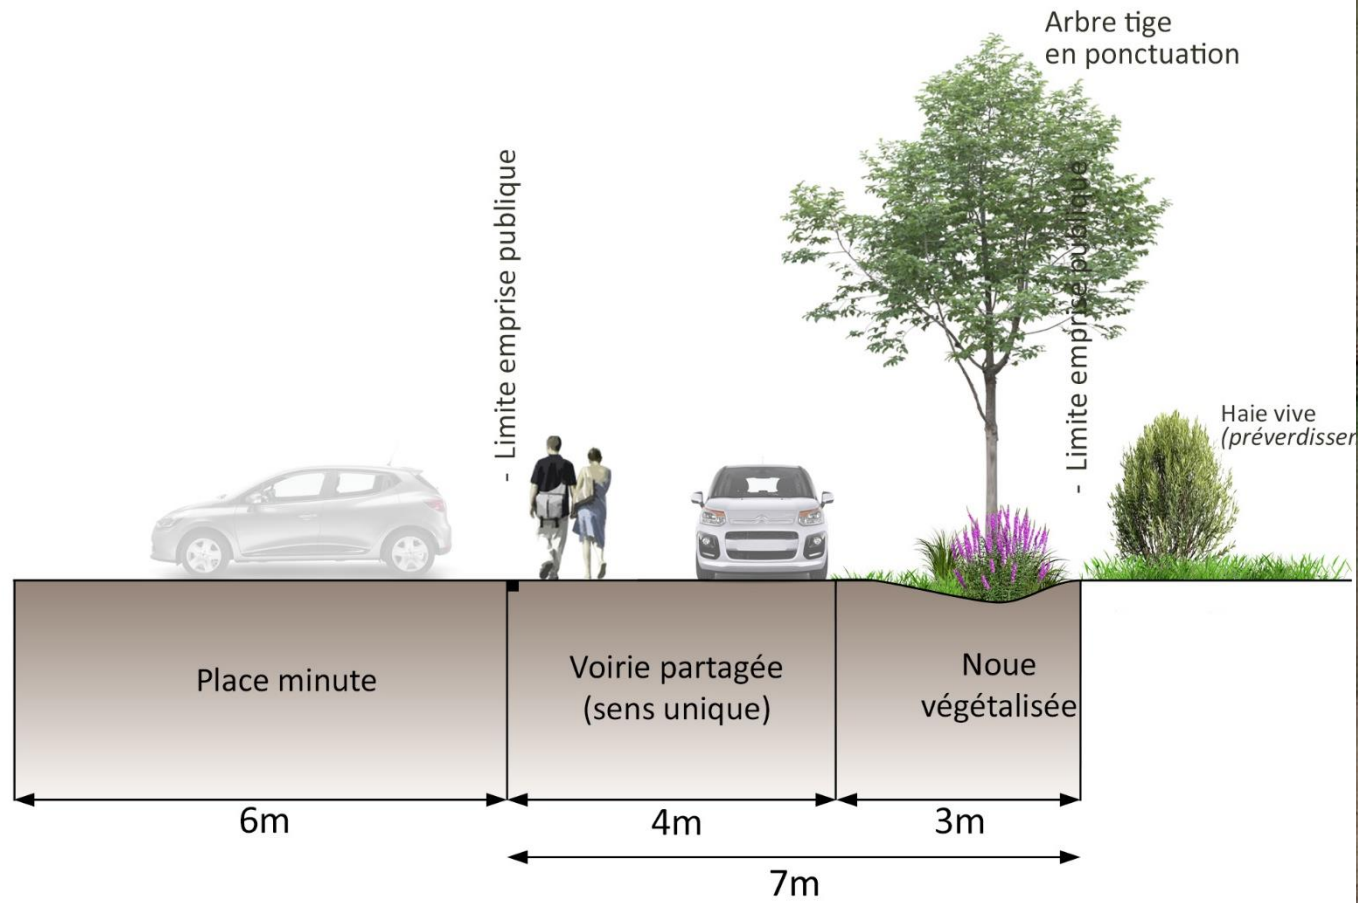 Arbre tige
en ponctuation
- Limite emprise publique
- Limite emprise publique
Haie vive
(préverdisser
Place minute
Voirie partagée
(sens unique)
Noue
végétalisée
6m
4m
3m
7m